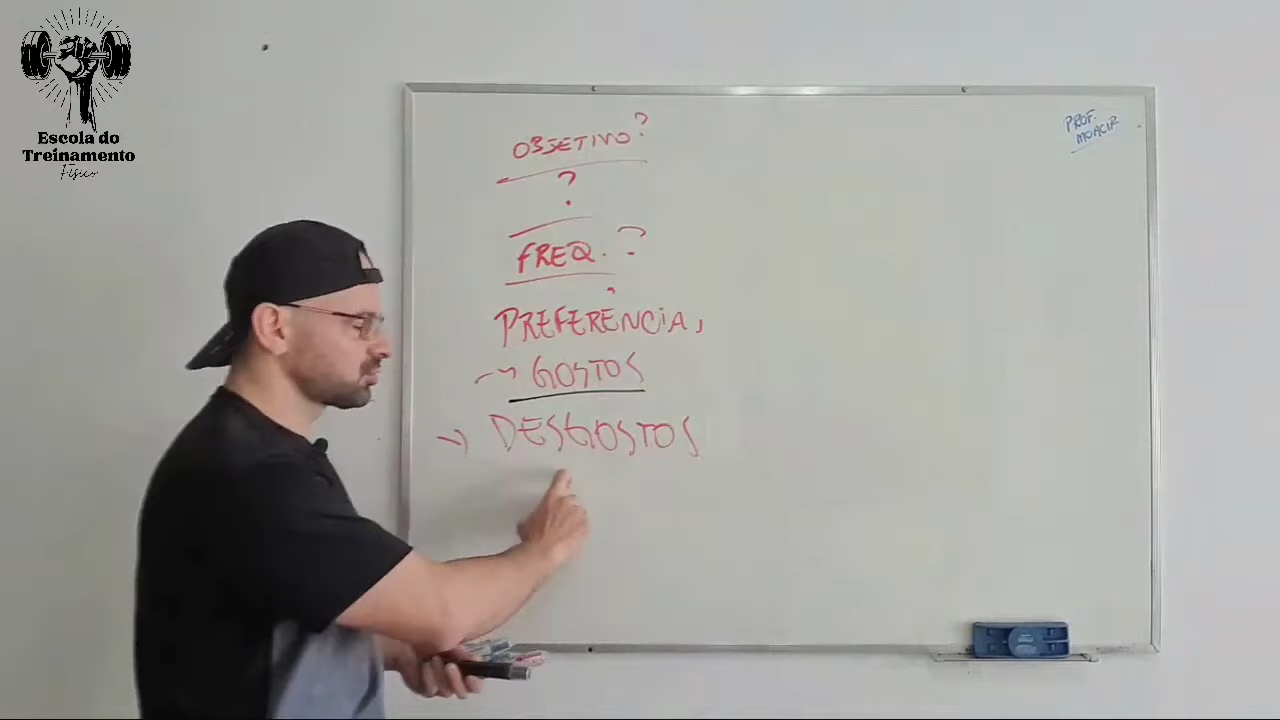 Escola do
Treinamento
Físico
PROF.
MOACIR
OBJETIVO?
?
FREQ. ?
PREFERENCIA,
GOSTOS
DESGOSTOS